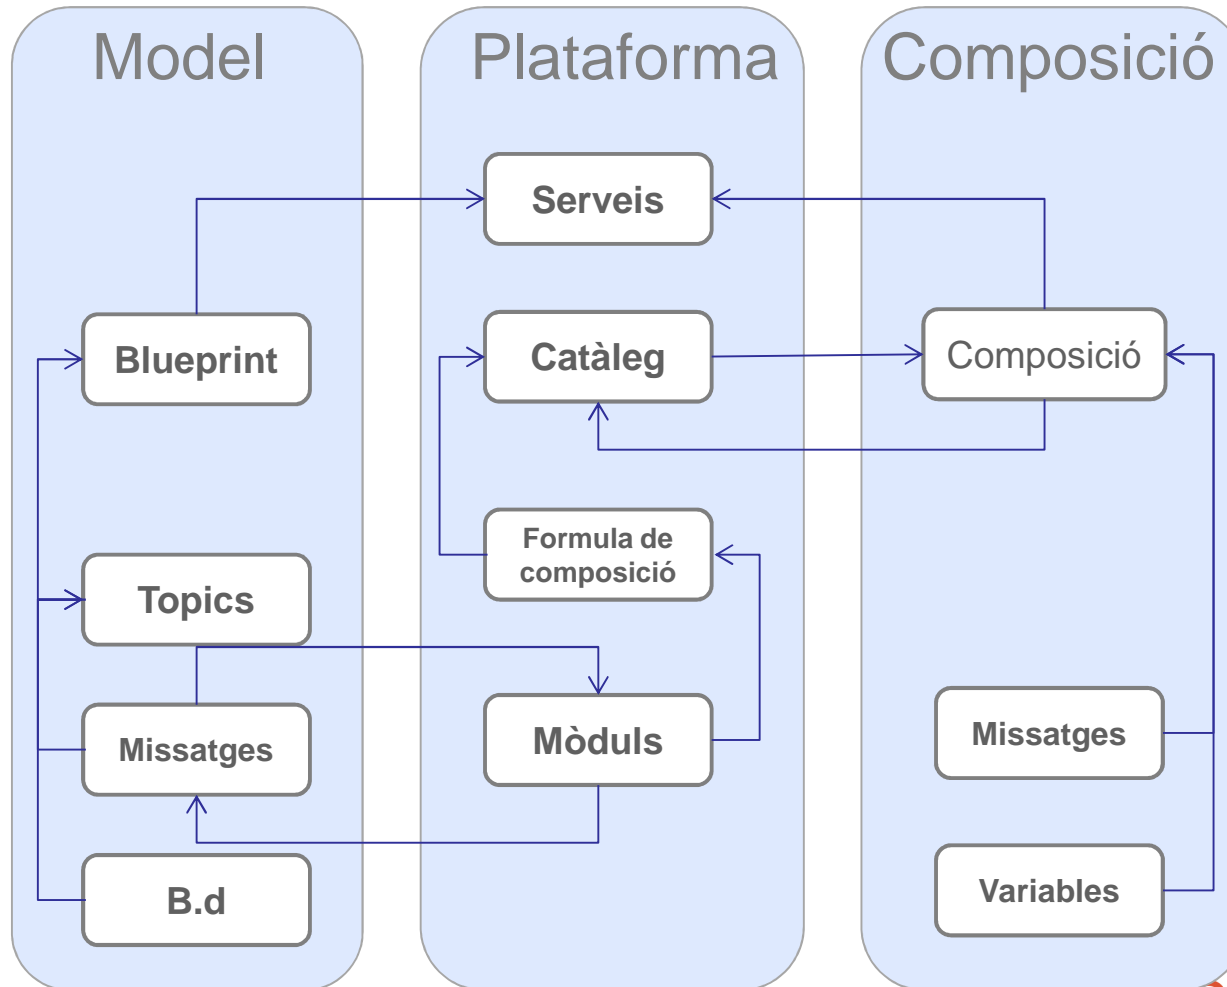 Model
Plataforma
Composició
Serveis
Blueprint
Catàleg
Composició
Formula de
composició
Topics
Missatges
Mòduls
Missatges
B.d
Variables